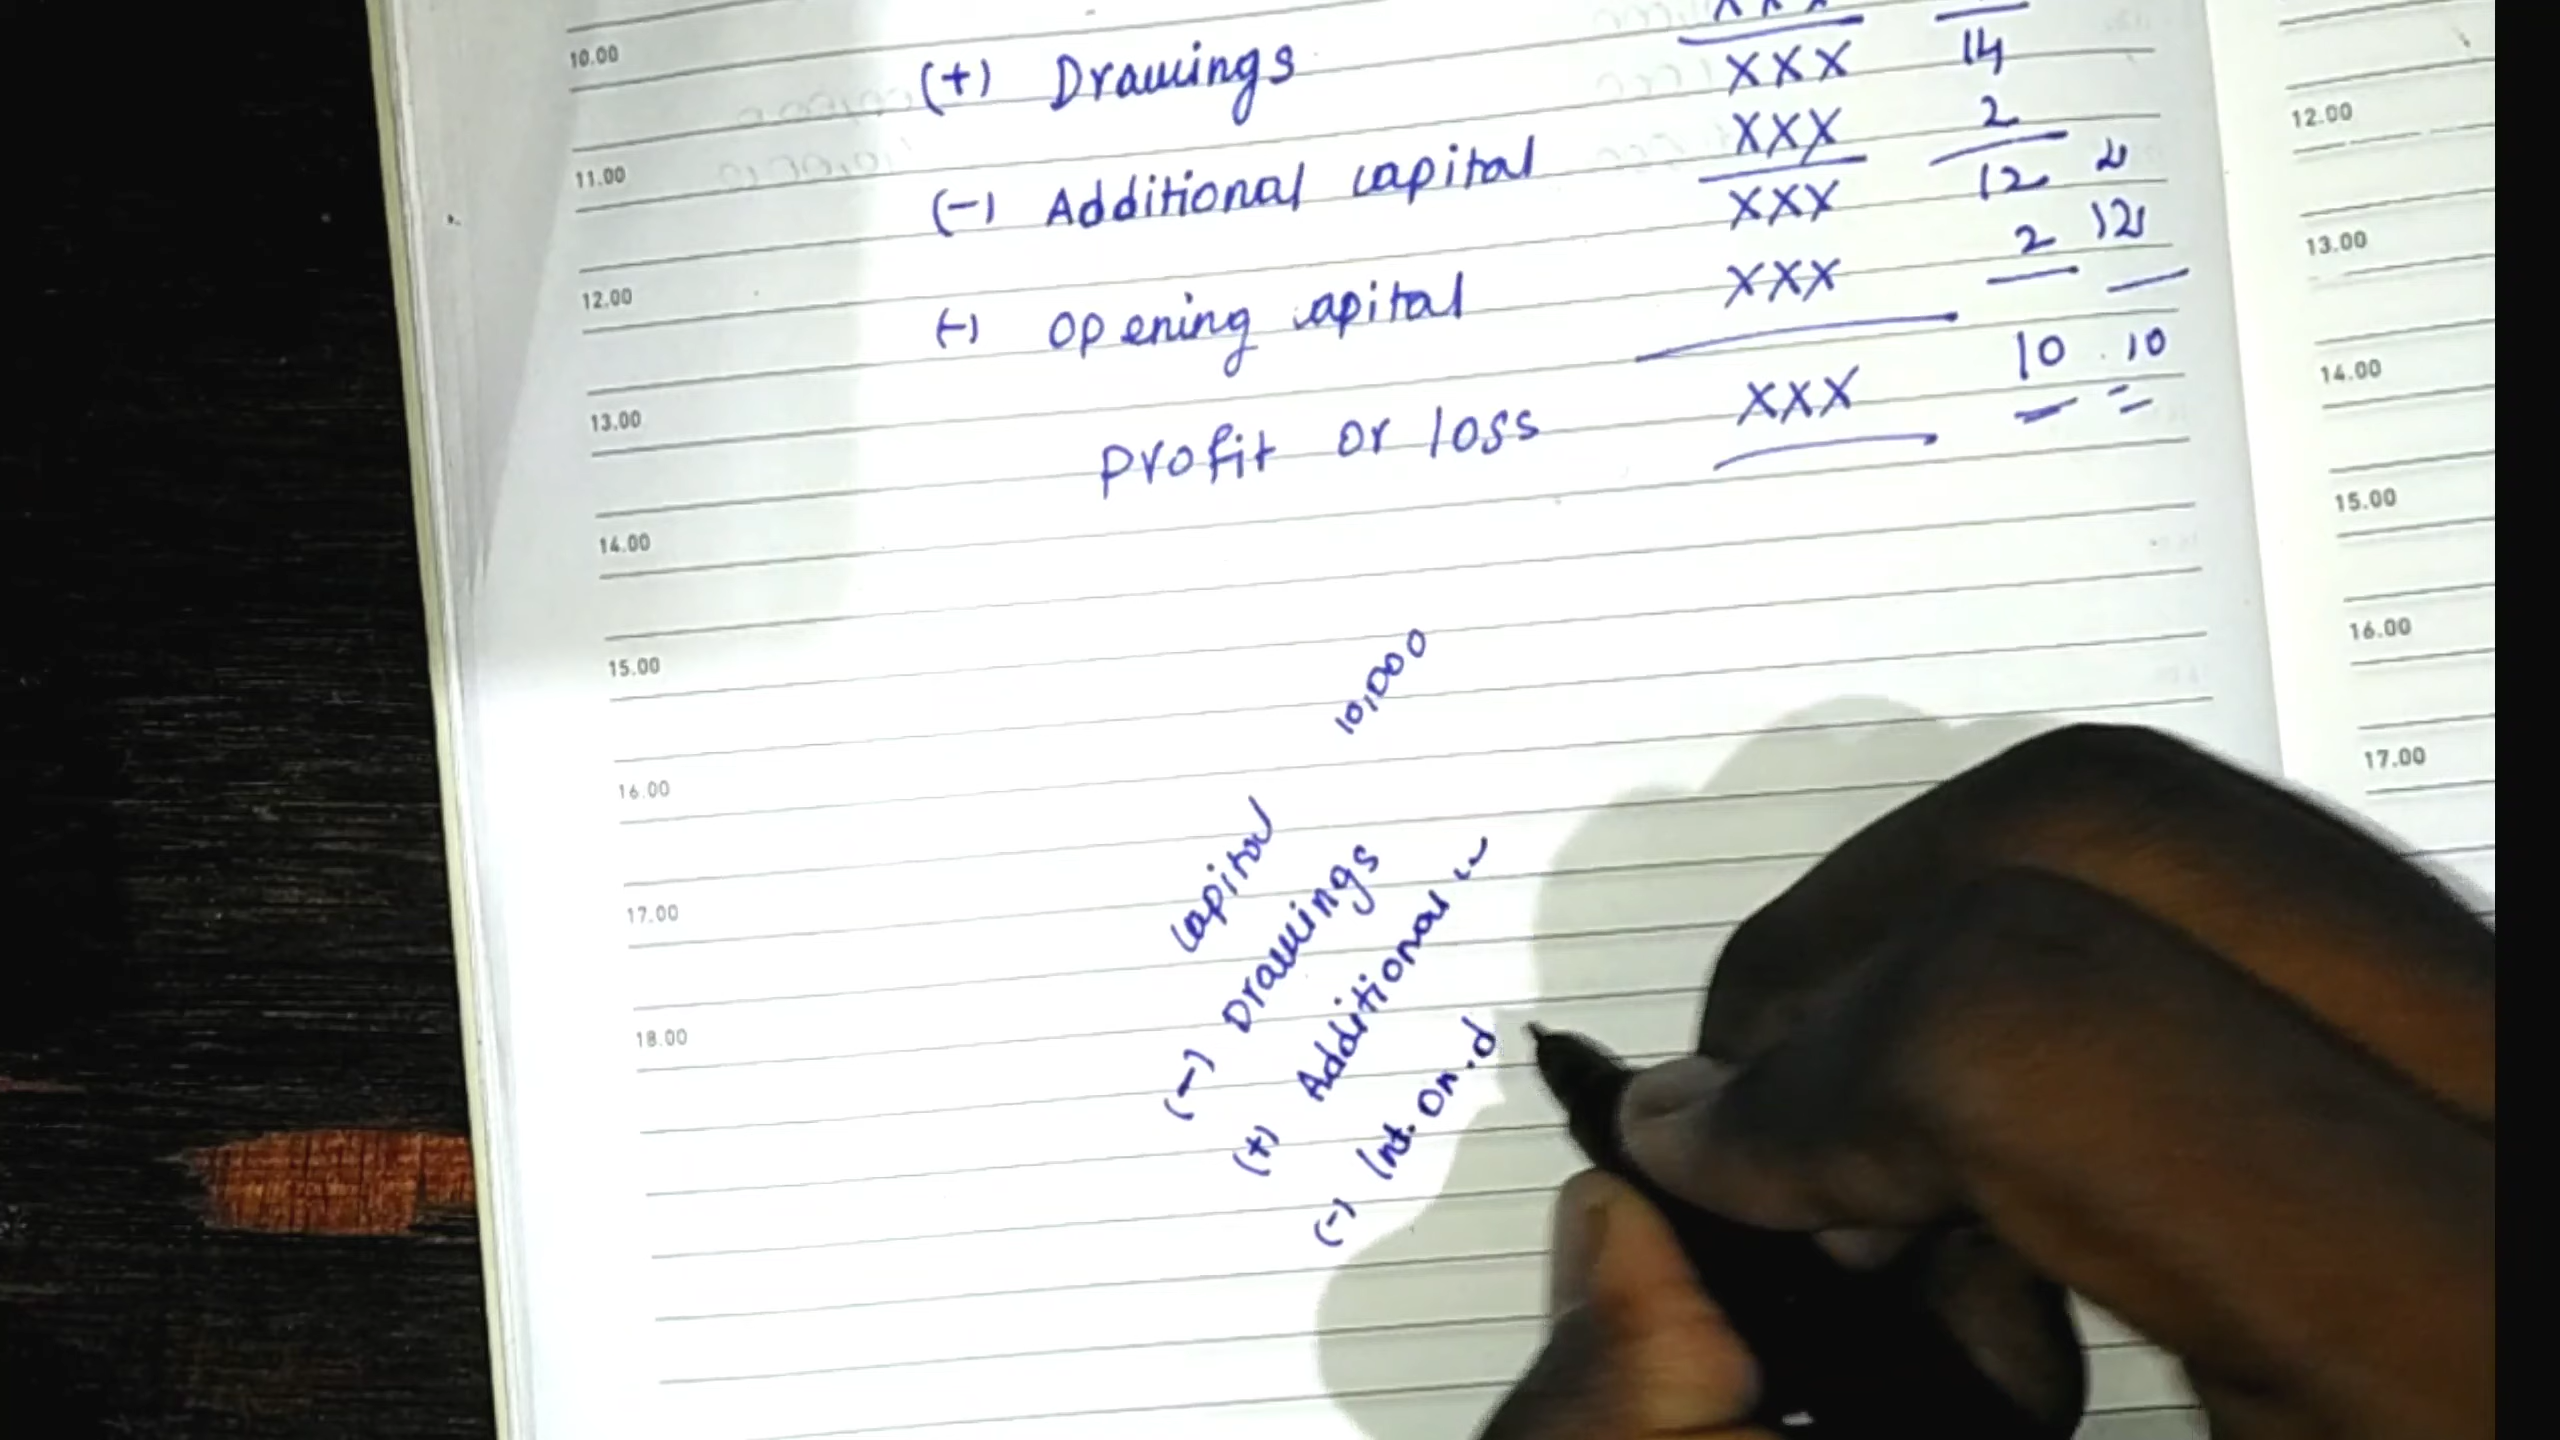 10.00 (+) Drawings XXX 14
XXX 2
11.00 (-) Additional capital XXX 12 2
12.00 (-) Opening capital XXX 2 12
13.00 Profit or loss XXX 10 10
14.00
15.00
16.00
17.00
18.00
Capital 10,000
(-) Drawings
(+) Additional
(-) Int. on. d
12.00
13.00
14.00
15.00
16.00
17.00